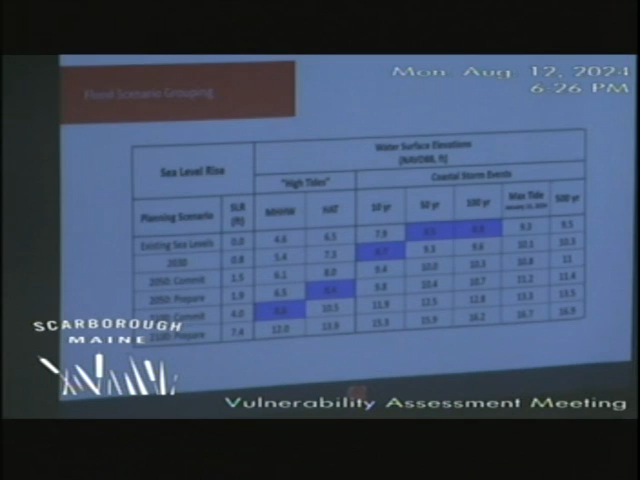 Mon. Aug. 12, 2024
6:26 PM
Flood Scenario Grouping
Water Surface Elevations
(NAVD88, ft)
Sea Level Rise
"High Tides"
Coastal Storm Events
Planning Scenario SLR (ft) MHHW HAT 10 yr 50 yr 100 yr Max Tide 500 yr
Existing Sea Levels 0.0 4.6 6.5 7.9 9.3 9.5
2030 0.8 5.4 7.3 9.3 9.6 10.1 10.3
2050: Commit 1.5 6.1 8.0 9.4 10.0 10.3 10.8 11
2050: Prepare 1.9 6.5 9.8 10.4 10.7 11.2 11.4
Commit 4.0 10.5 11.9 12.5 12.8 13.3 13.5
2100: Prepare 7.4 12.0 13.9 15.3 15.9 16.2 16.7 16.9
SCARBOROUGH
MAINE
Vulnerability Assessment Meeting